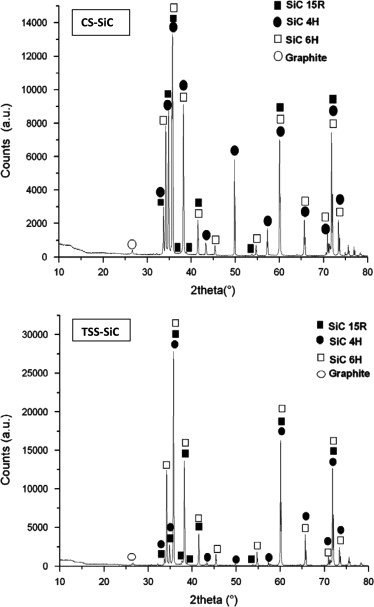 CS-SiC
SiC 15R
SiC 4H
SiC 6H
Graphite
14000
12000
10000
8000
6000
4000
2000
0
Counts (a.u.)
10 20 30 40 50 60 70 80
2theta(°)
TSS-SiC
SiC 15R
SiC 4H
SiC 6H
Graphite
30000
25000
20000
15000
10000
5000
0
Counts (a.u.)
10 20 30 40 50 60 70 80
2theta (°)